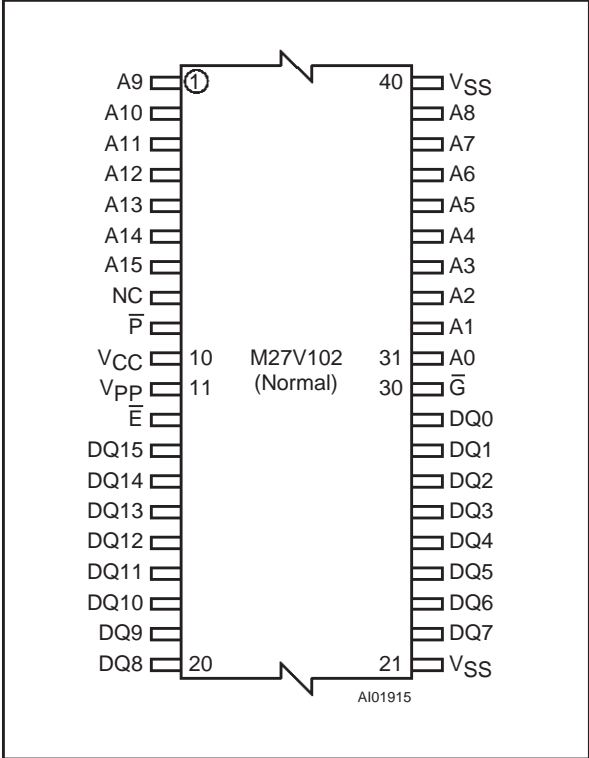 A9 1 40 VSS
A10 A8
A11 A7
A12 A6
A13 A5
A14 A4
A15 A3
NC A2
P̅ A1
VCC 10 M27V102 31 A0
VPP 11 (Normal) 30 G̅
E̅ DQ0
DQ15 DQ1
DQ14 DQ2
DQ13 DQ3
DQ12 DQ4
DQ11 DQ5
DQ10 DQ6
DQ9 DQ7
DQ8 20 21 VSS
AI01915